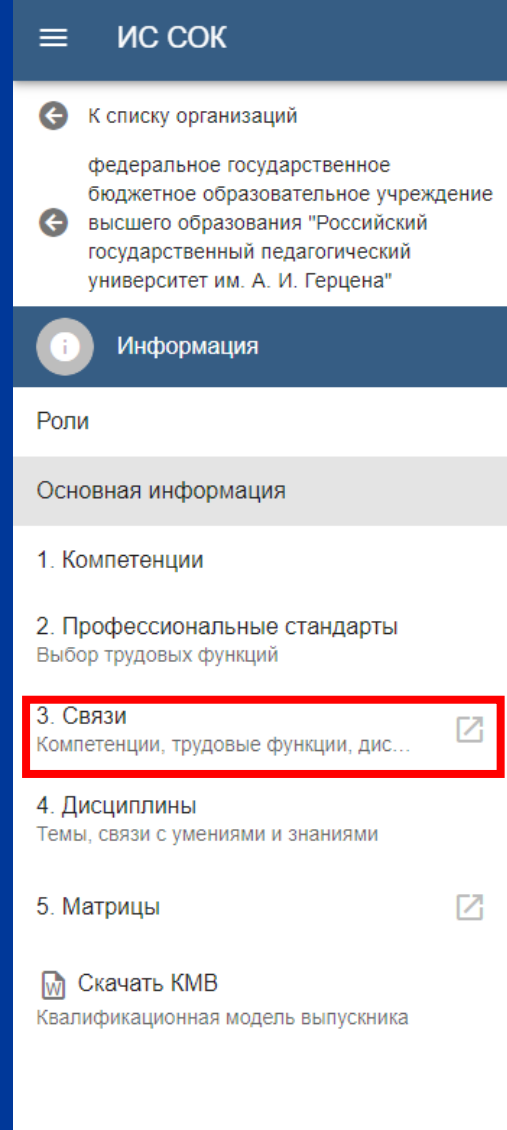 ИС СОК
К списку организаций
федеральное государственное
бюджетное образовательное учреждение
высшего образования "Российский
государственный педагогический
университет им. А. И. Герцена"
Информация
Роли
Основная информация
1. Компетенции
2. Профессиональные стандарты
Выбор трудовых функций
3. Связи
Компетенции, трудовые функции, дис...
4. Дисциплины
Темы, связи с умениями и знаниями
5. Матрицы
Скачать КМВ
Квалификационная модель выпускника